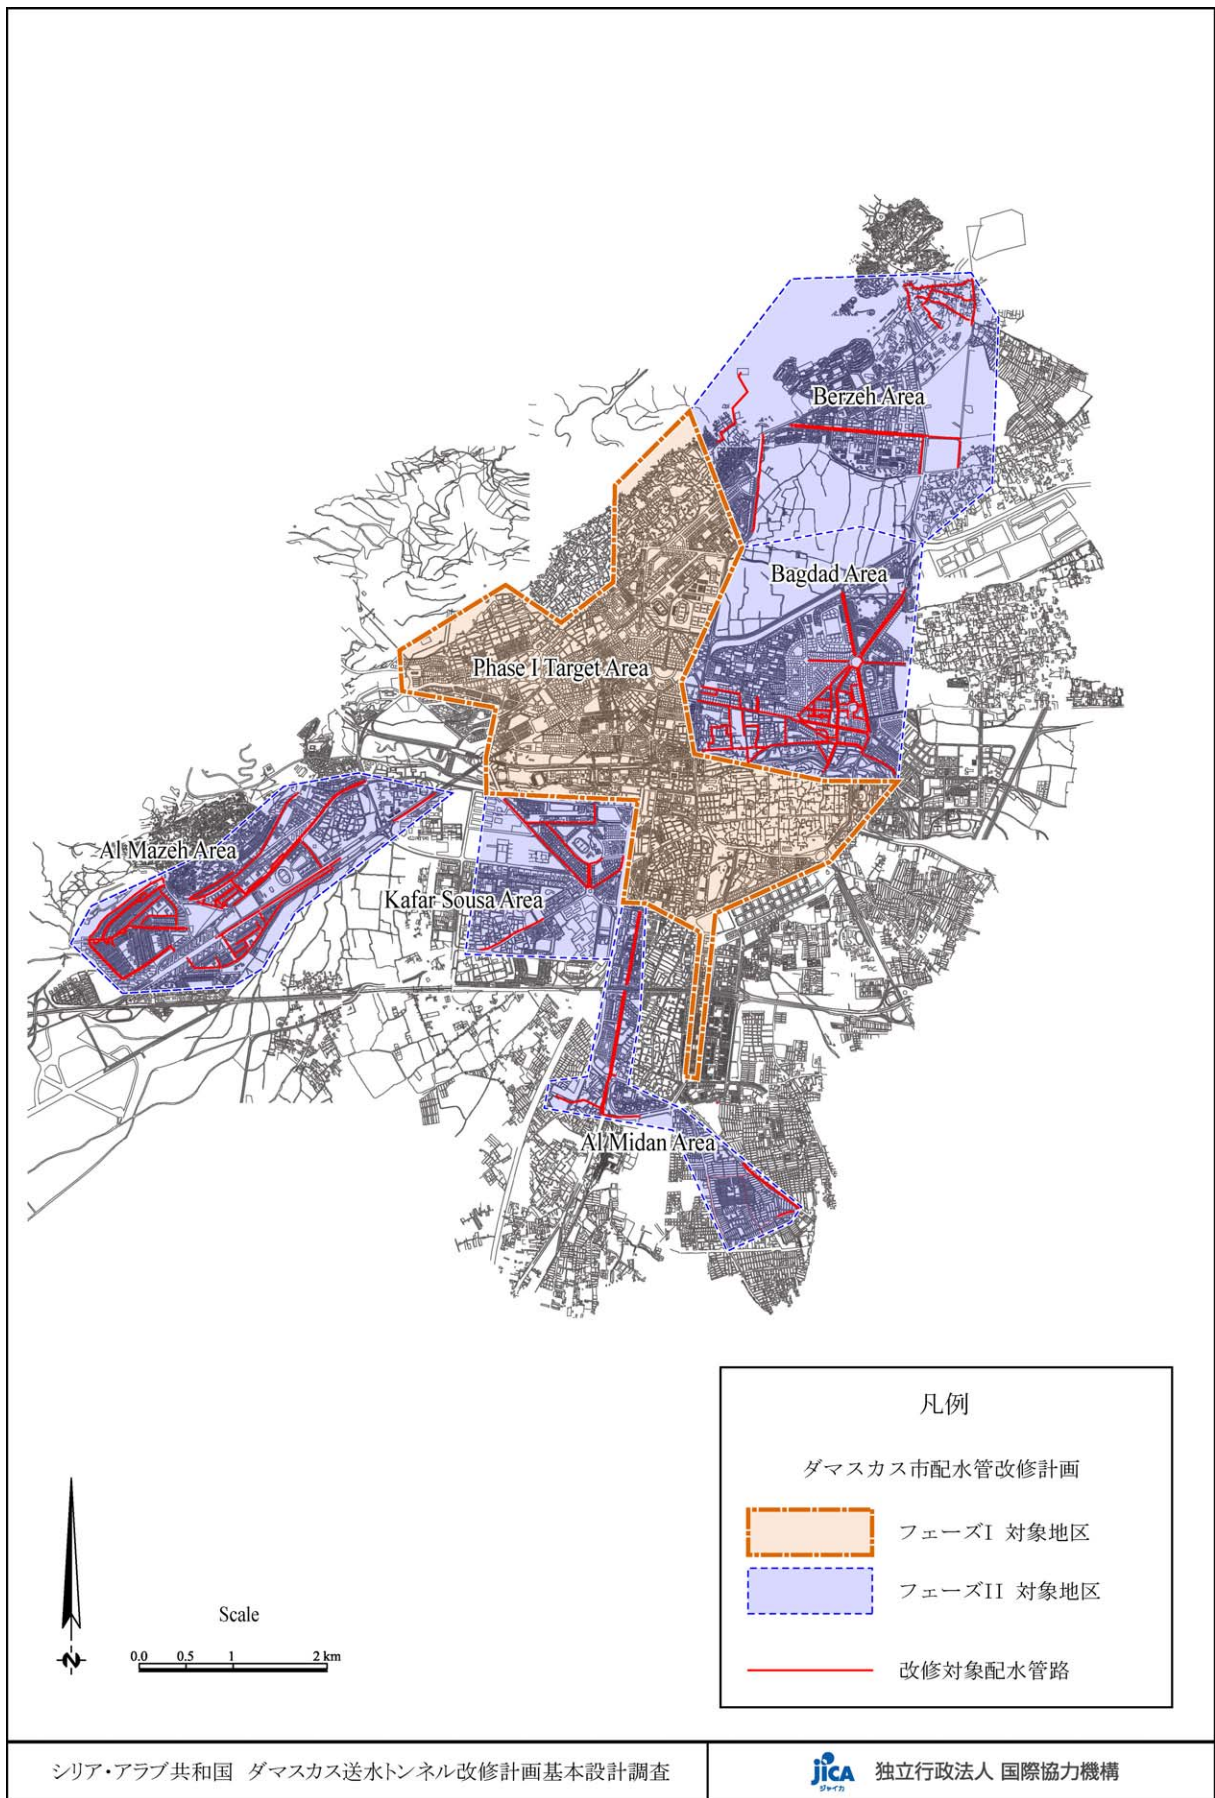 Berzeh Area
Bagdad Area
Phase I Target Area
Al Mazeh Area
Kafar Sousa Area
Al Midan Area
凡例
ダマスカス市配水管改修計画
フェーズI 対象地区
フェーズII 対象地区
改修対象配水管路
Scale
0.0 0.5 1 2 km
N
シリア・アラブ共和国 ダマスカス送水トンネル改修計画基本設計調査
jICA 独立行政法人 国際協力機構
ジャイカ